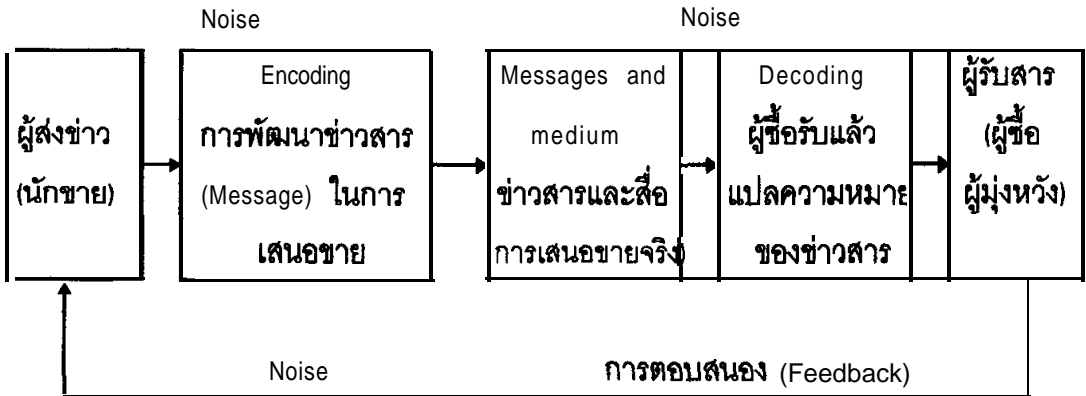 Noise
Noise
ผู้ส่งข่าว
(นักขาย)
Encoding
การพัฒนาข่าวสาร
(Message) ในการ
เสนอขาย
Messages and
medium
ข่าวสารและสื่อ
การเสนอขายจริง)
Decoding
ผู้ซื้อรับแล้ว
แปลความหมาย
ของข่าวสาร
ผู้รับสาร
(ผู้ซื้อ
ผู้มุ่งหวัง)
Noise
การตอบสนอง (Feedback)